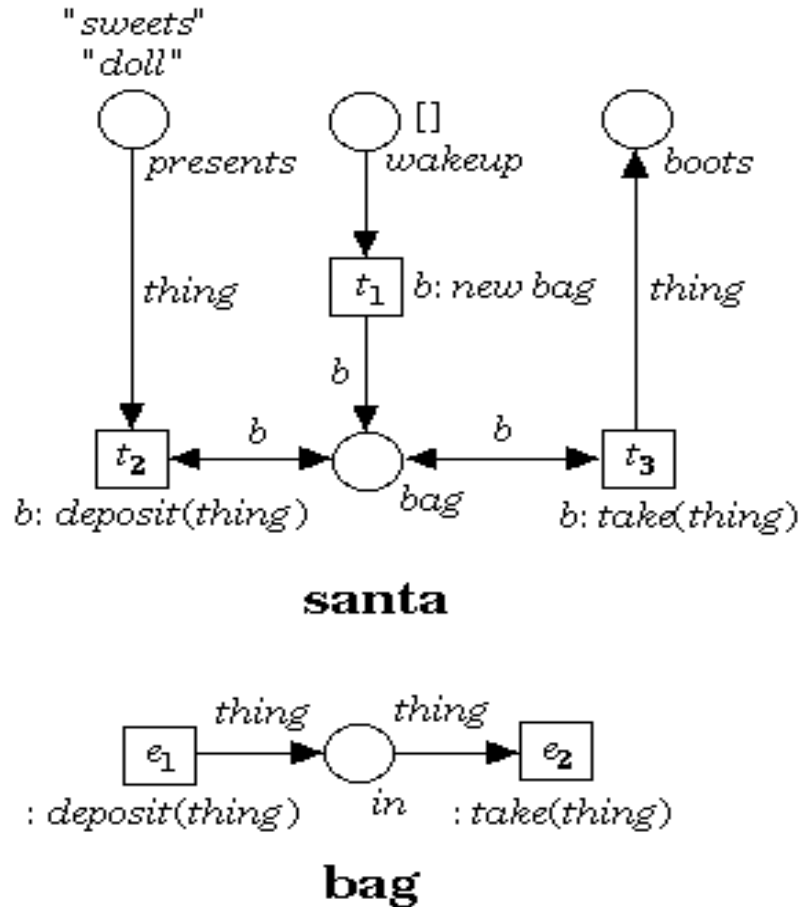 "sweets"
"doll"
[]
presents
wakeup
boots
thing
t1
b: new bag
thing
b
t2
b
b
t3
b: deposit(thing)
bag
b: take(thing)
santa
thing
thing
e1
e2
: deposit(thing)
in
: take(thing)
bag